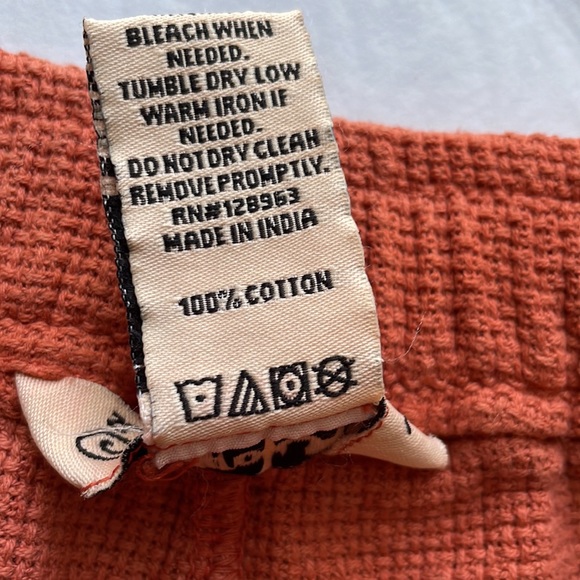 BLEACH WHEN
NEEDED.
TUMBLE DRY LOW
WARM IRON IF
NEEDED.
DO NOT DRY CLEAN
REMOVE PROMPTLY.
RN#128963
MADE IN INDIA
100% COTTON